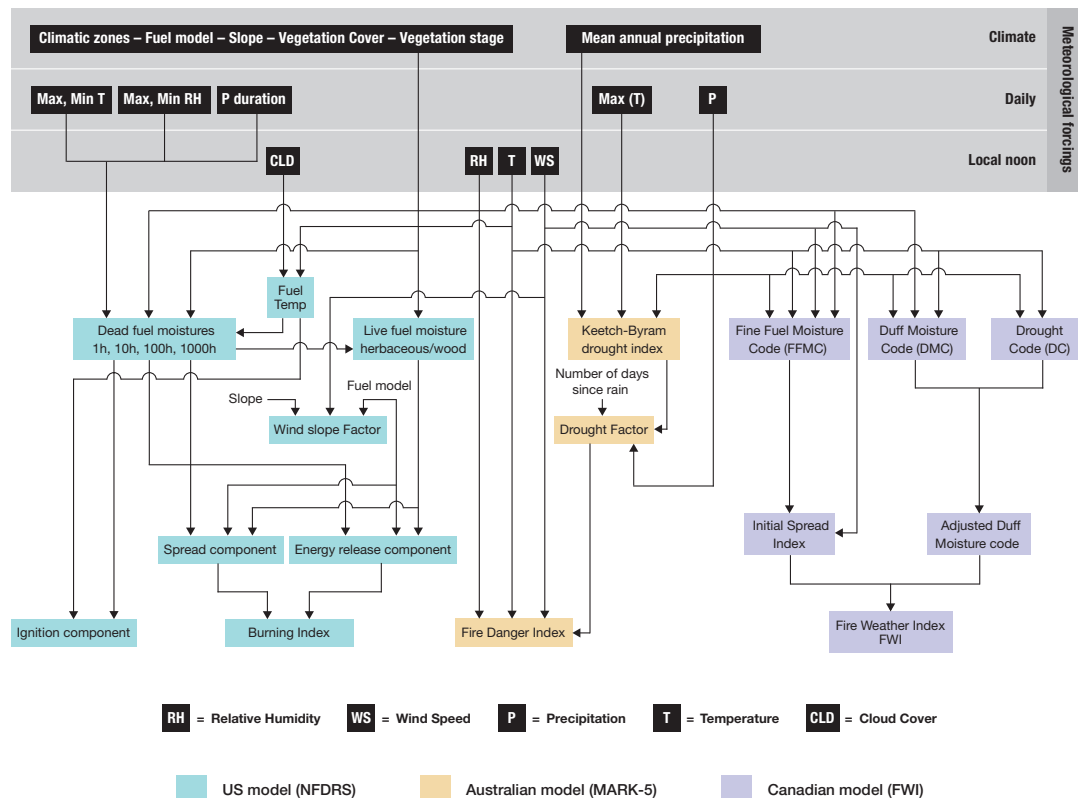 Climatic zones – Fuel model – Slope – Vegetation Cover – Vegetation stage
Mean annual precipitation
Climate
Meteorological forcings
Max, Min T
Max, Min RH
P duration
Max (T)
P
Daily
CLD
RH
T
WS
Local noon
Fuel
Temp
Dead fuel moistures
1h, 10h, 100h, 1000h
Live fuel moisture
herbaceous/wood
Keetch-Byram
drought index
Fine Fuel Moisture
Code (FFMC)
Duff Moisture
Code (DMC)
Drought
Code (DC)
Number of days
since rain
Fuel model
Slope
Wind slope Factor
Drought Factor
Spread component
Energy release component
Initial Spread
Index
Adjusted Duff
Moisture code
Ignition component
Burning Index
Fire Danger Index
Fire Weather Index
FWI
RH = Relative Humidity
WS = Wind Speed
P = Precipitation
T = Temperature
CLD = Cloud Cover
US model (NFDRS)
Australian model (MARK-5)
Canadian model (FWI)